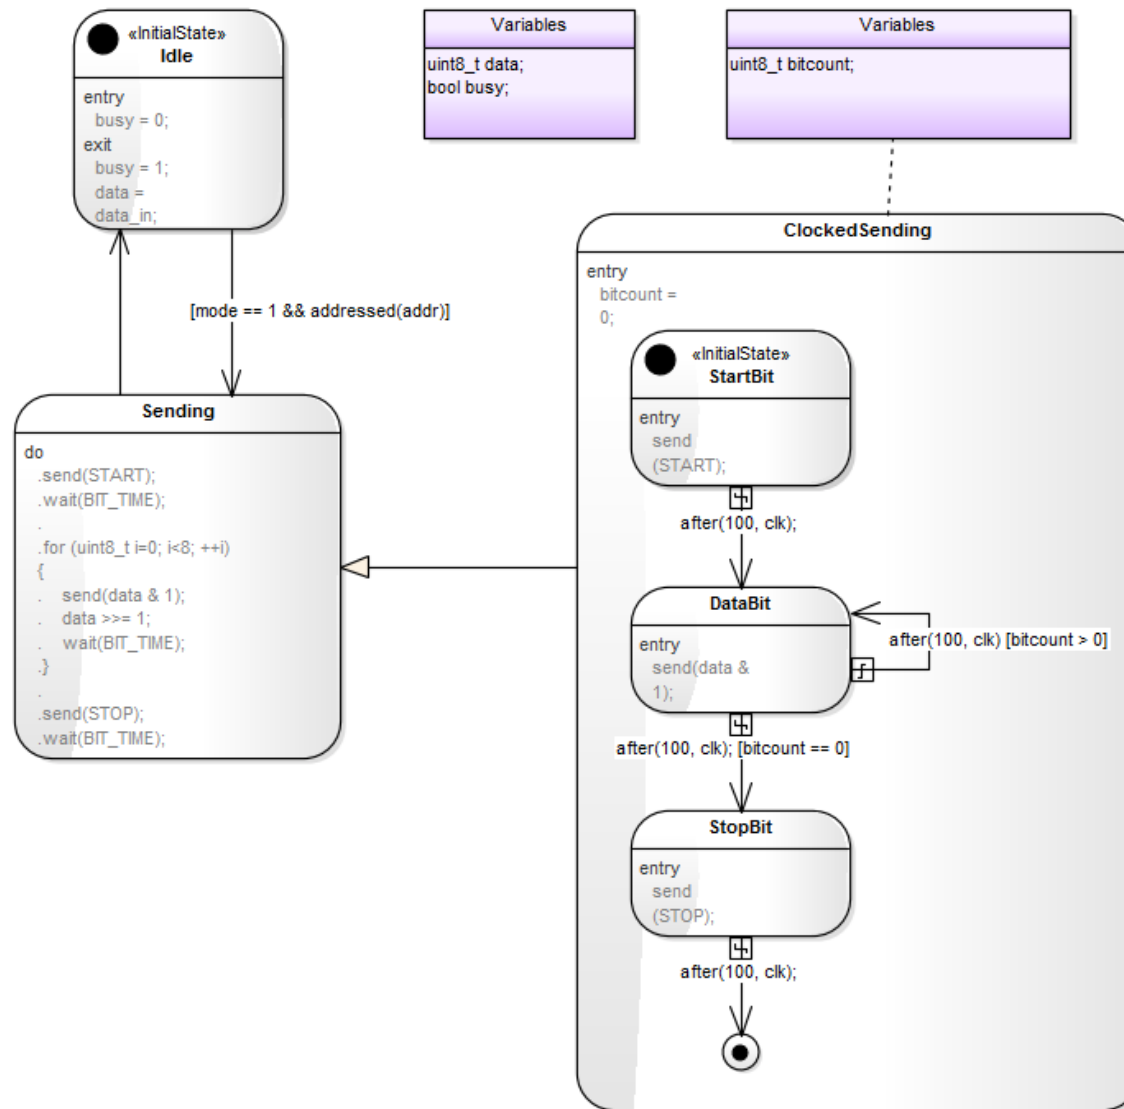 «InitialState»
Idle
entry
busy = 0;
exit
busy = 1;
data =
data_in;
Variables
uint8_t data;
bool busy;
Variables
uint8_t bitcount;
[mode == 1 && addressed(addr)]
Sending
do
.send(START);
.wait(BIT_TIME);
.
.for (uint8_t i=0; i<8; ++i)
{
.    send(data & 1);
.    data >>= 1;
.    wait(BIT_TIME);
.}
.
.send(STOP);
.wait(BIT_TIME);
ClockedSending
entry
bitcount =
0;
«InitialState»
StartBit
entry
send
(START);
after(100, clk);
DataBit
entry
send(data &
1);
after(100, clk) [bitcount > 0]
after(100, clk); [bitcount == 0]
StopBit
entry
send
(STOP);
after(100, clk);